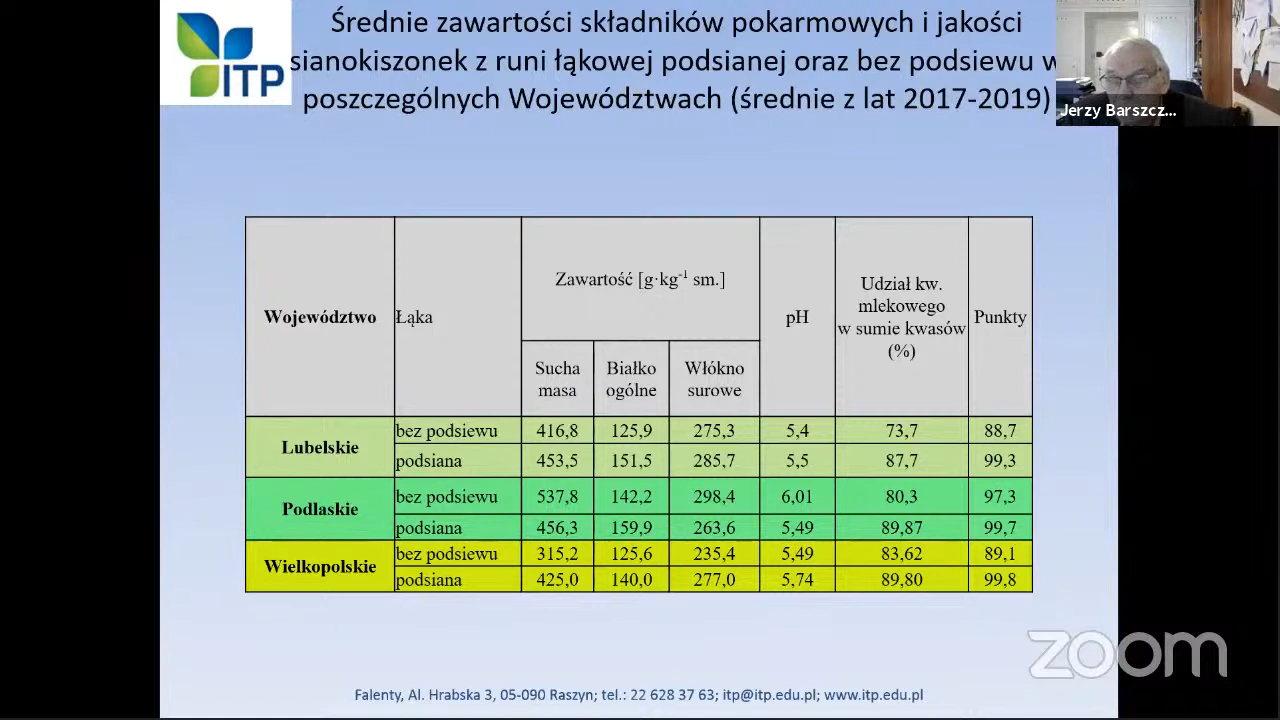 Średnie zawartości składników pokarmowych i jakości
sianokiszonek z runi łąkowej podsianej oraz bez podsiewu w
poszczególnych Województwach (średnie z lat 2017-2019)
ITP
Jerzy Barszcz...
Województwo Łąka Zawartość [g·kg-1 sm.] pH Udział kw. mlekowego w sumie kwasów (%) Punkty
Sucha masa Białko ogólne Włókno surowe
Lubelskie
bez podsiewu 416,8 125,9 275,3 5,4 73,7 88,7
podsiana 453,5 151,5 285,7 5,5 87,7 99,3
Podlaskie
bez podsiewu 537,8 142,2 298,4 6,01 80,3 97,3
podsiana 456,3 159,9 263,6 5,49 89,87 99,7
Wielkopolskie
bez podsiewu 315,2 125,6 235,4 5,49 83,62 89,1
podsiana 425,0 140,0 277,0 5,74 89,80 99,8
zoom
Falenty, Al. Hrabska 3, 05-090 Raszyn; tel.: 22 628 37 63; itp@itp.edu.pl; www.itp.edu.pl